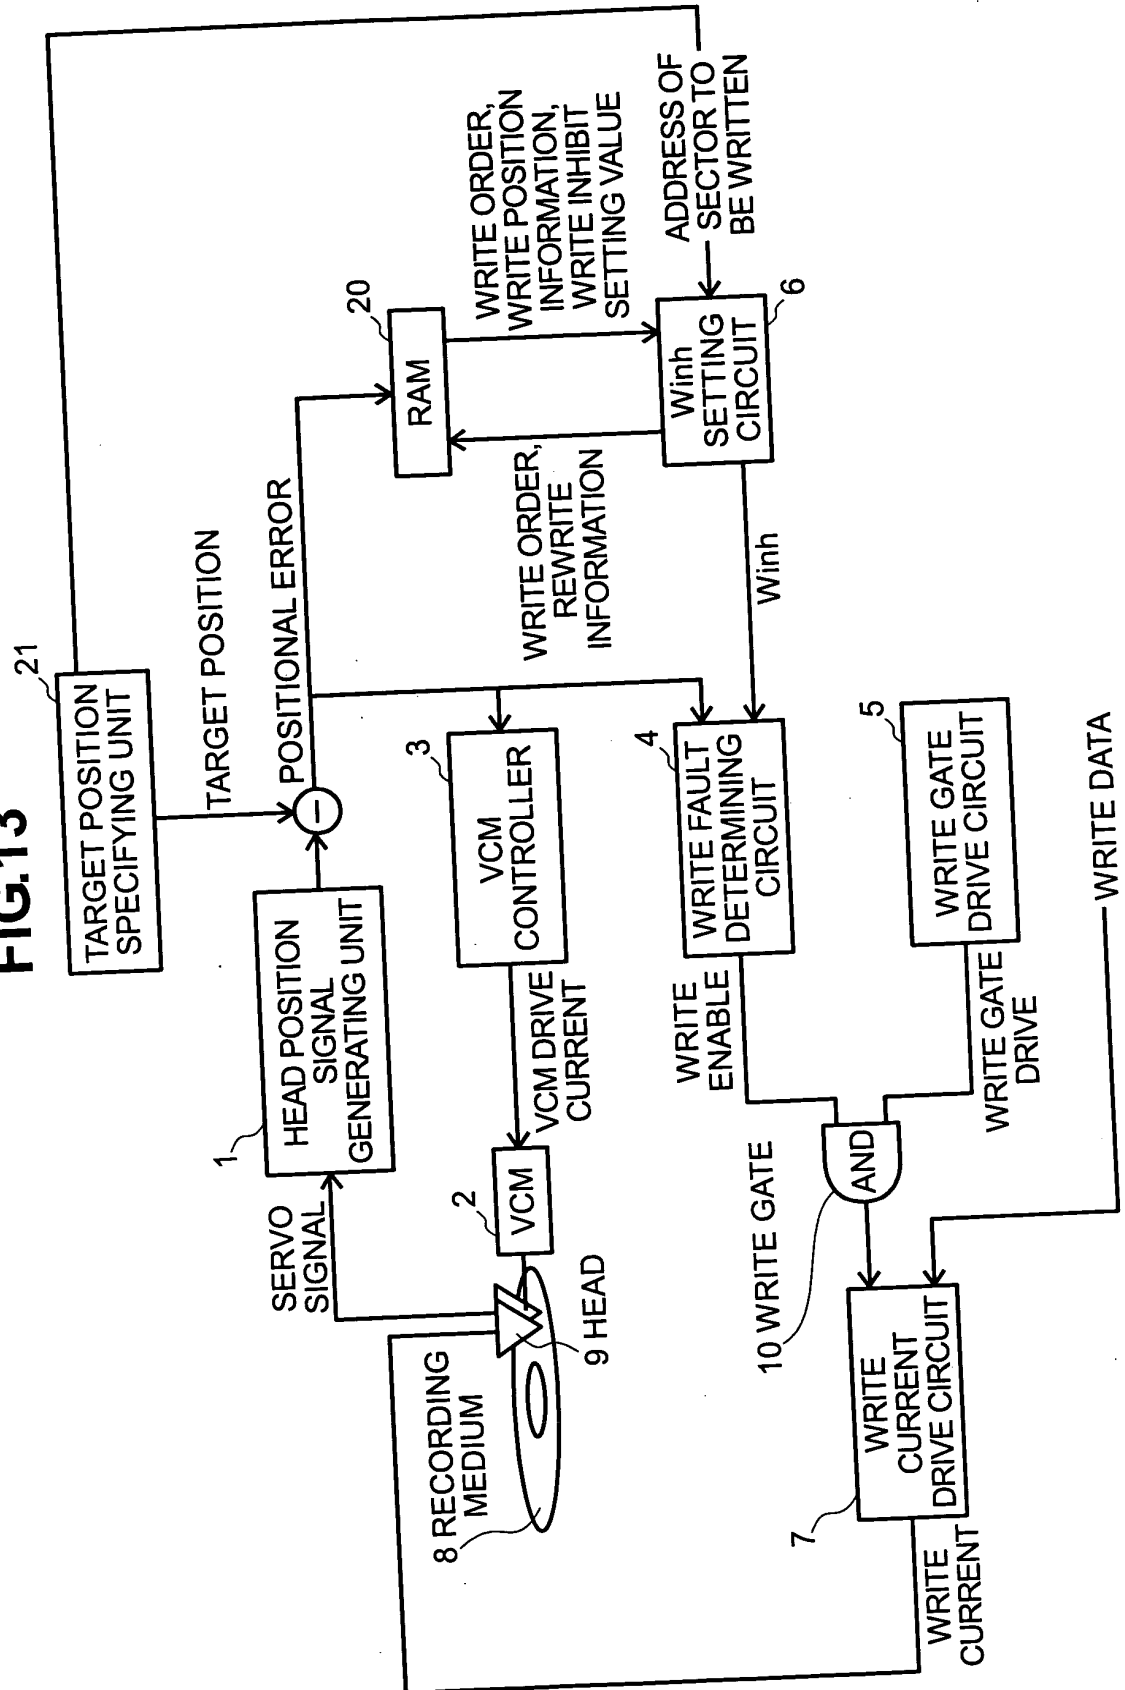 FIG.13
21
TARGET POSITION
SPECIFYING UNIT
TARGET POSITION
POSITIONAL ERROR
1
HEAD POSITION
SIGNAL
GENERATING UNIT
SERVO
SIGNAL
20
RAM
WRITE ORDER,
WRITE POSITION
INFORMATION,
WRITE INHIBIT
SETTING VALUE
ADDRESS OF
SECTOR TO
BE WRITTEN
WRITE ORDER,
REWRITE
INFORMATION
6
Winh
SETTING
CIRCUIT
Winh
3
VCM
CONTROLLER
VCM DRIVE
CURRENT
2
VCM
9 HEAD
8 RECORDING
MEDIUM
4
WRITE FAULT
DETERMINING
CIRCUIT
WRITE
ENABLE
5
WRITE GATE
DRIVE CIRCUIT
WRITE GATE
DRIVE
AND
10 WRITE GATE
WRITE DATA
7
WRITE
CURRENT
DRIVE CIRCUIT
WRITE
CURRENT